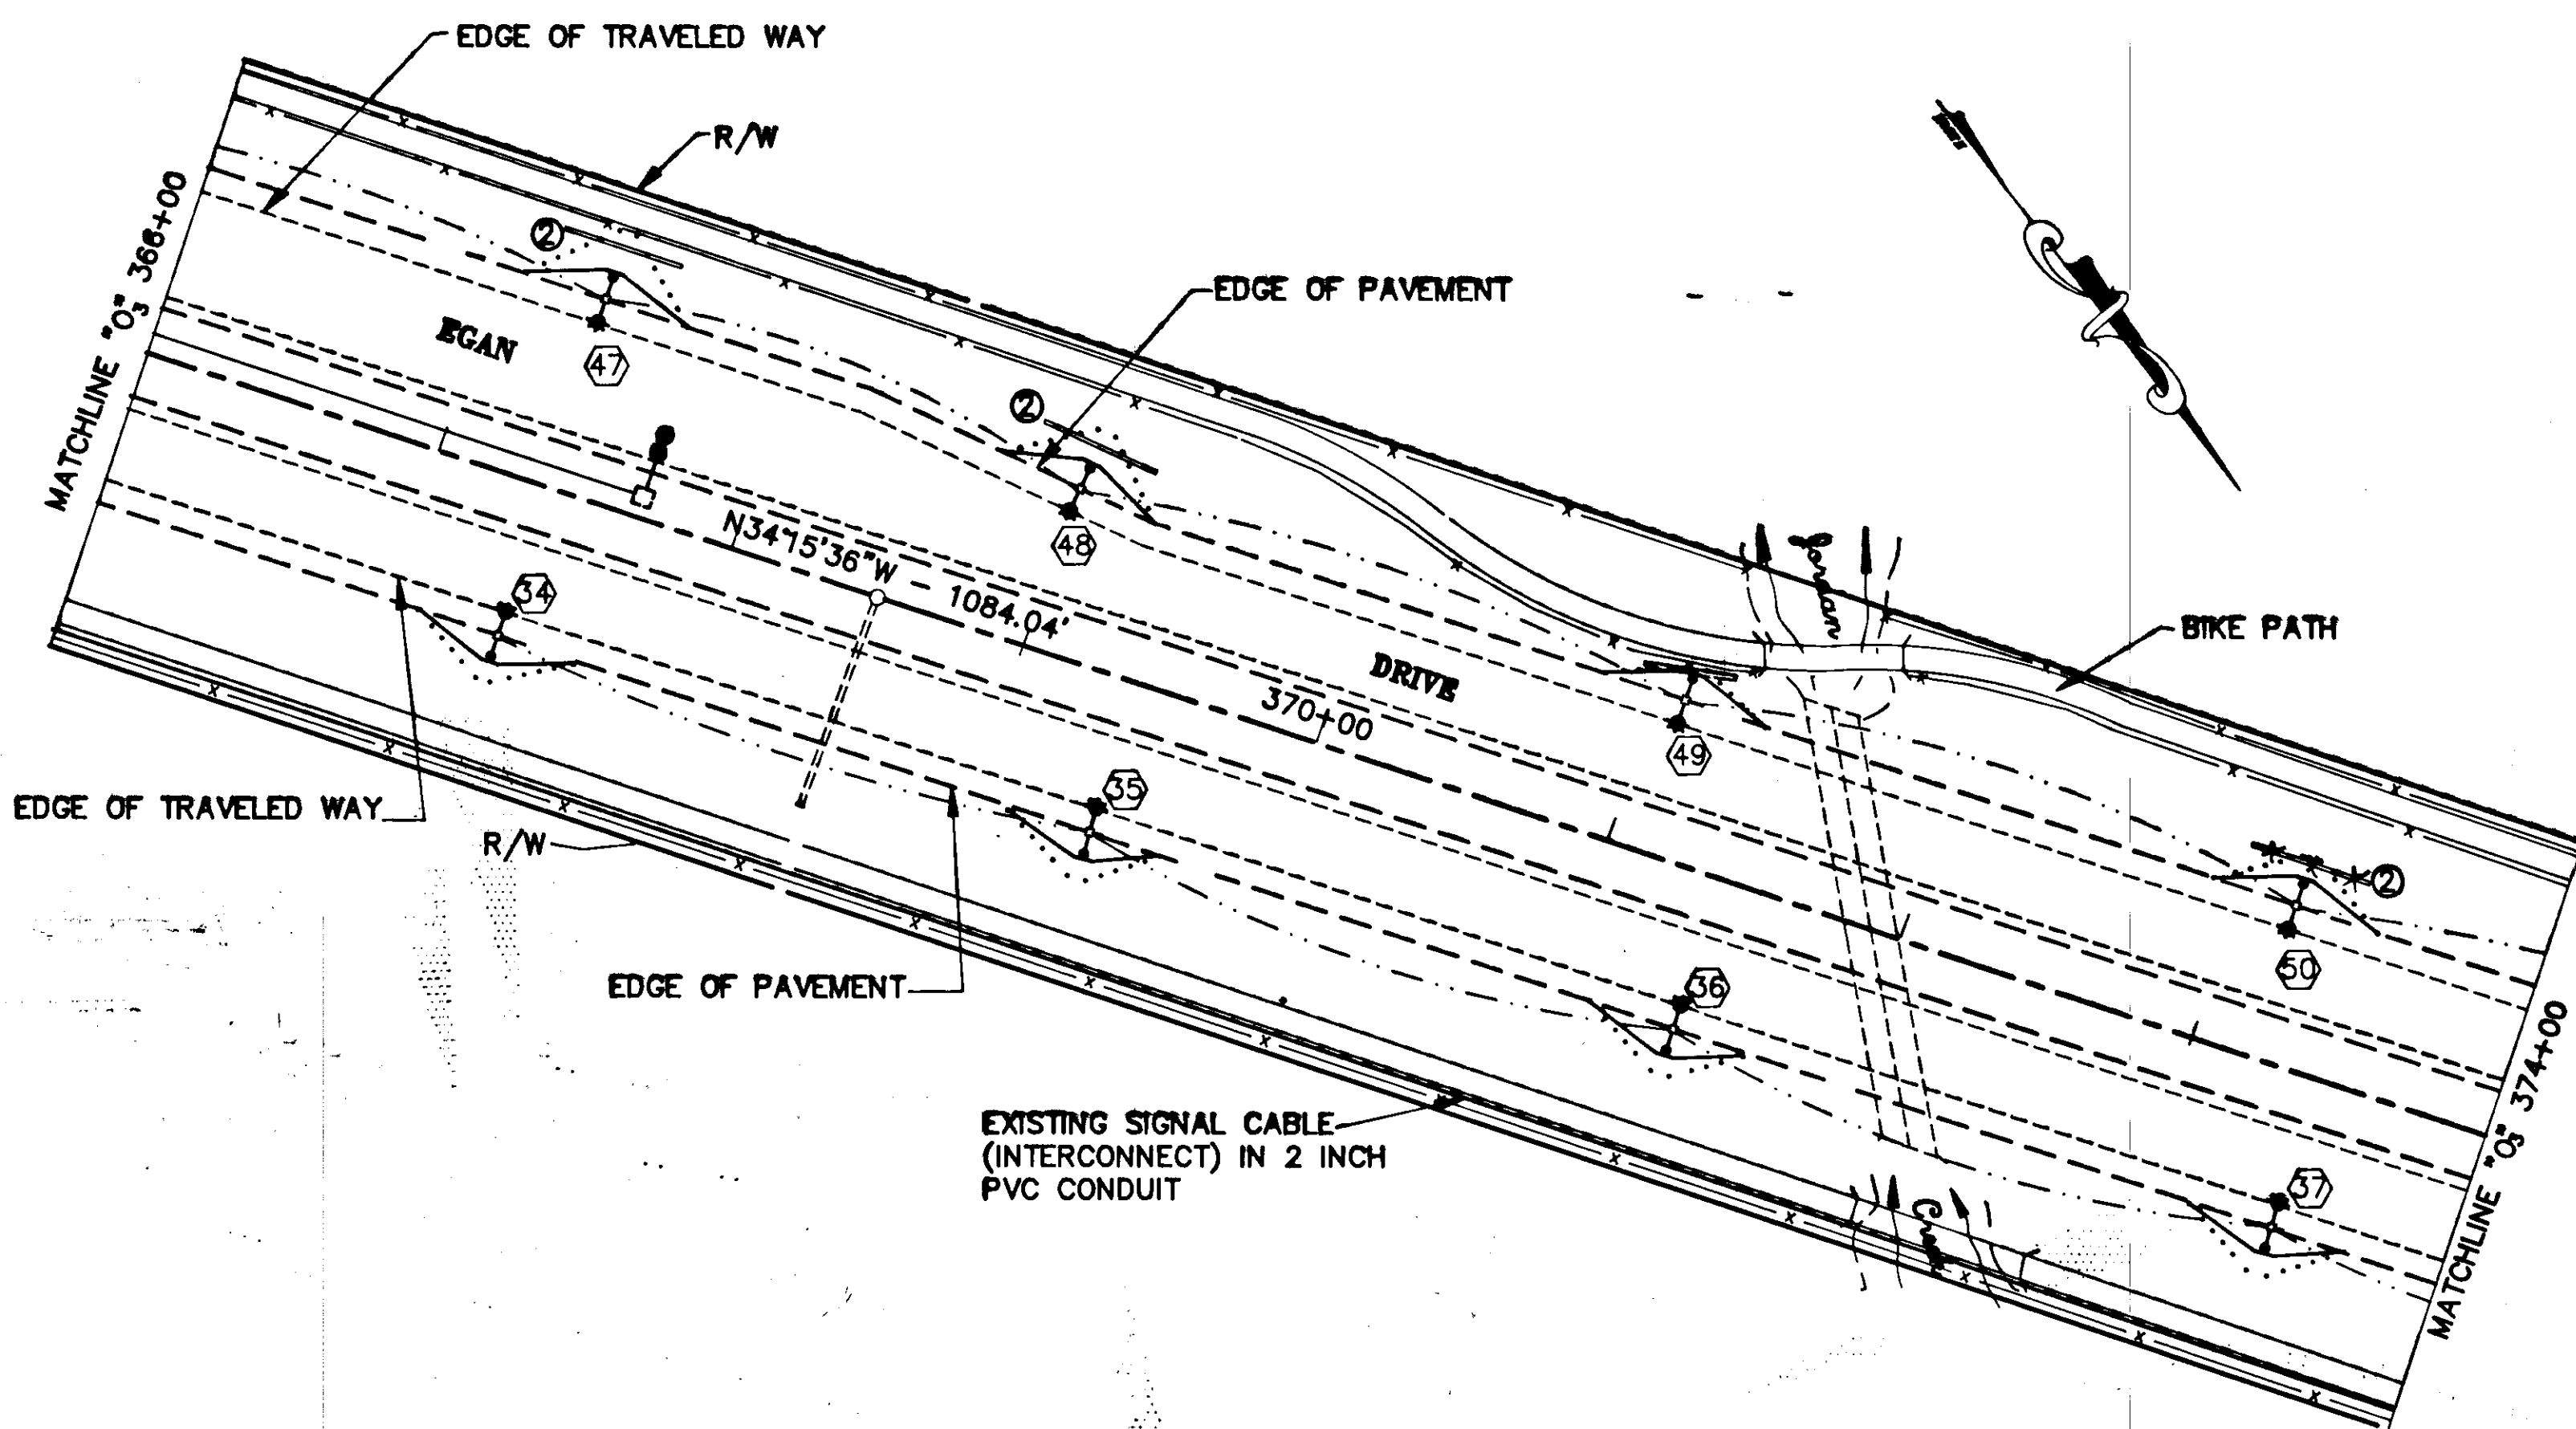 EDGE OF TRAVELED WAY
R/W
MATCHLINE "O3" 366+00
2
EDGE OF PAVEMENT
EGAN
47
2
48
N34°15'36"W - 1084.04'
34
Jordan
BIKE PATH
DRIVE
370+00
49
EDGE OF TRAVELED WAY
R/W
35
2
50
EDGE OF PAVEMENT
36
MATCHLINE "O3" 374+00
EXISTING SIGNAL CABLE
(INTERCONNECT) IN 2 INCH
PVC CONDUIT
37
Creek